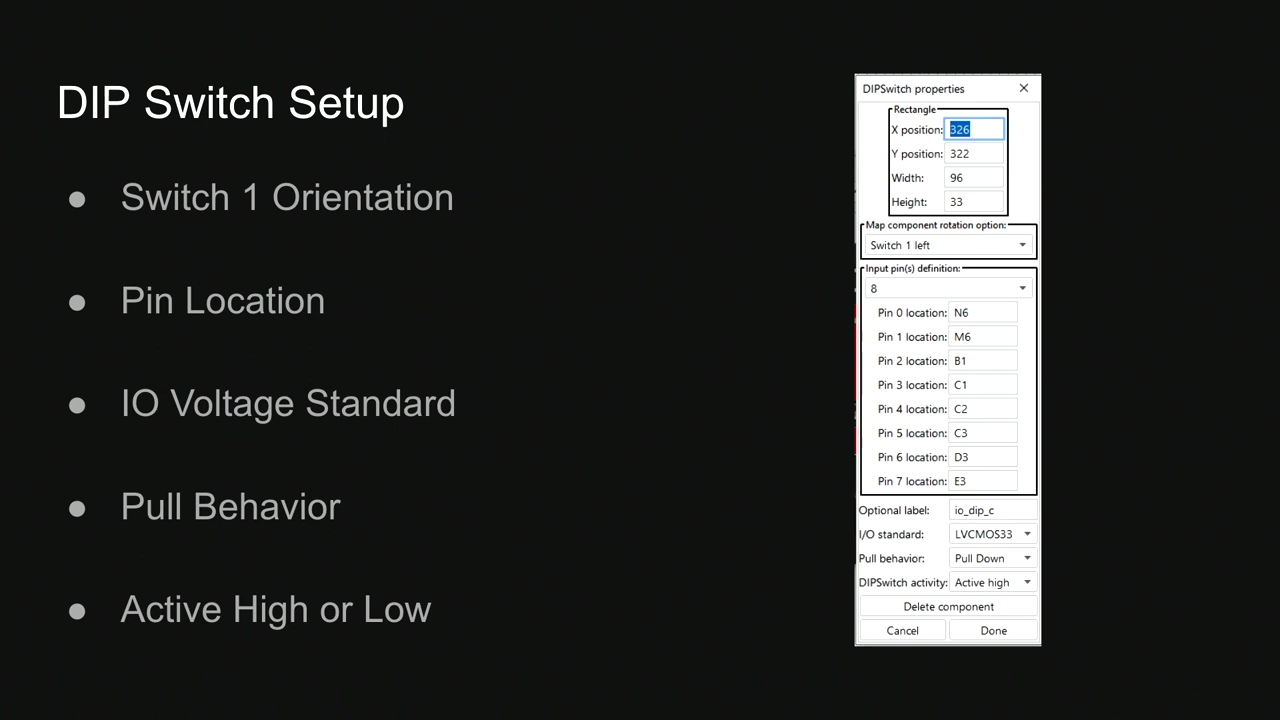 DIP Switch Setup
● Switch 1 Orientation
● Pin Location
● IO Voltage Standard
● Pull Behavior
● Active High or Low
DIPSwitch properties
Rectangle
X position: 326
Y position: 322
Width: 96
Height: 33
Map component rotation option:
Switch 1 left
Input pin(s) definition:
8
Pin 0 location: N6
Pin 1 location: M6
Pin 2 location: B1
Pin 3 location: C1
Pin 4 location: C2
Pin 5 location: C3
Pin 6 location: D3
Pin 7 location: E3
Optional label: io_dip_c
I/O standard: LVCMOS33
Pull behavior: Pull Down
DIPSwitch activity: Active high
Delete component
Cancel Done